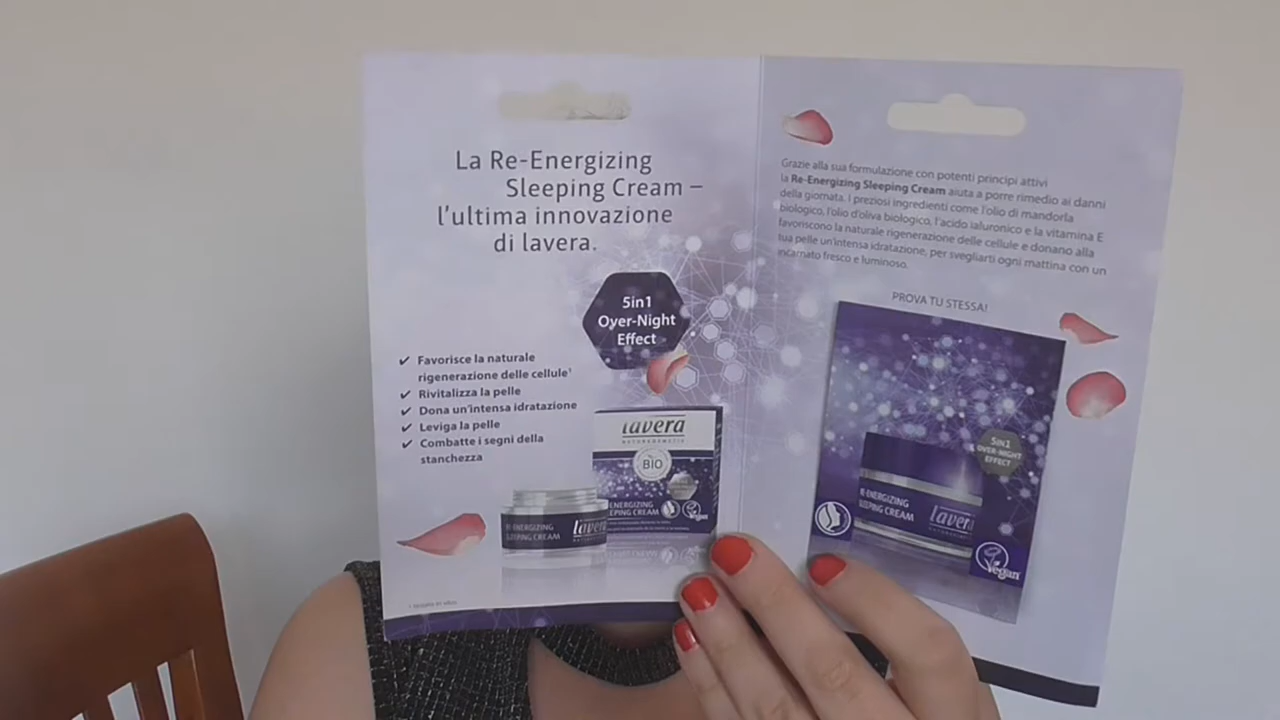 La Re-Energizing
Sleeping Cream –
l'ultima innovazione
di lavera.
5in1
Over-Night
Effect
✔ Favorisce la naturale
rigenerazione delle cellule¹
✔ Rivitalizza la pelle
✔ Dona un'intensa idratazione
✔ Leviga la pelle
✔ Combatte i segni della
stanchezza
lavera
NATURKOSMETIK
BIO
ENERGIZING
EPING CREAM
Vegan
RE-ENERGIZING
SLEEPING CREAM
lavera
Grazie alla sua formulazione con potenti principi attivi
la Re-Energizing Sleeping Cream aiuta a porre rimedio ai danni
della giornata. I preziosi ingredienti come l'olio di mandorla
biologico, l'olio d'oliva biologico, l'acido ialuronico e la vitamina E
favoriscono la naturale rigenerazione delle cellule e donano alla
tua pelle un'intensa idratazione, per svegliarti ogni mattina con un
incarnato fresco e luminoso.
PROVA TU STESSA!
5in1
OVER-NIGHT
EFFECT
RE-ENERGIZING
SLEEPING CREAM
lavera
Vegan